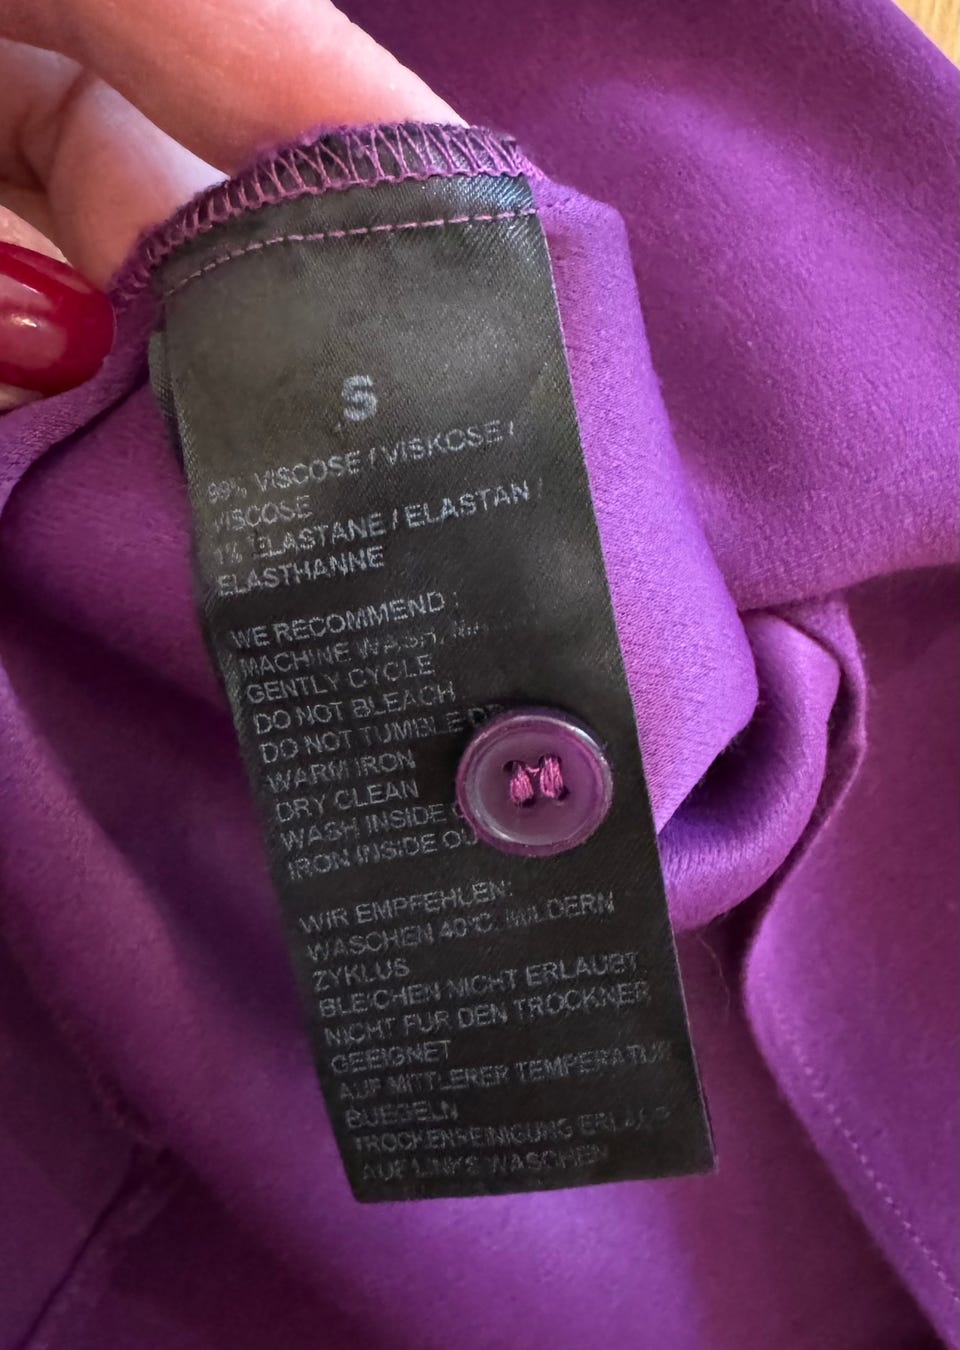 S
99% VISCOSE / VISKOSE /
VISCOSE
1% ELASTANE / ELASTAN /
ELASTHANNE
WE RECOMMEND :
MACHINE WASH
GENTLY CYCLE
DO NOT BLEACH
DO NOT TUMBLE
WARM IRON
DRY CLEAN
WASH INSIDE
IRON INSIDE
WIR EMPFEHLEN:
WASCHEN 40°C, MILDERN
ZYKLUS
BLEICHEN NICHT ERLAUBT
NICHT FUR DEN TROCKNER
GEEIGNET
AUF MITTLERER TEMPERATUR
BUEGELN
TROCKENREINIGUNG
AUF LINKS WASCHEN